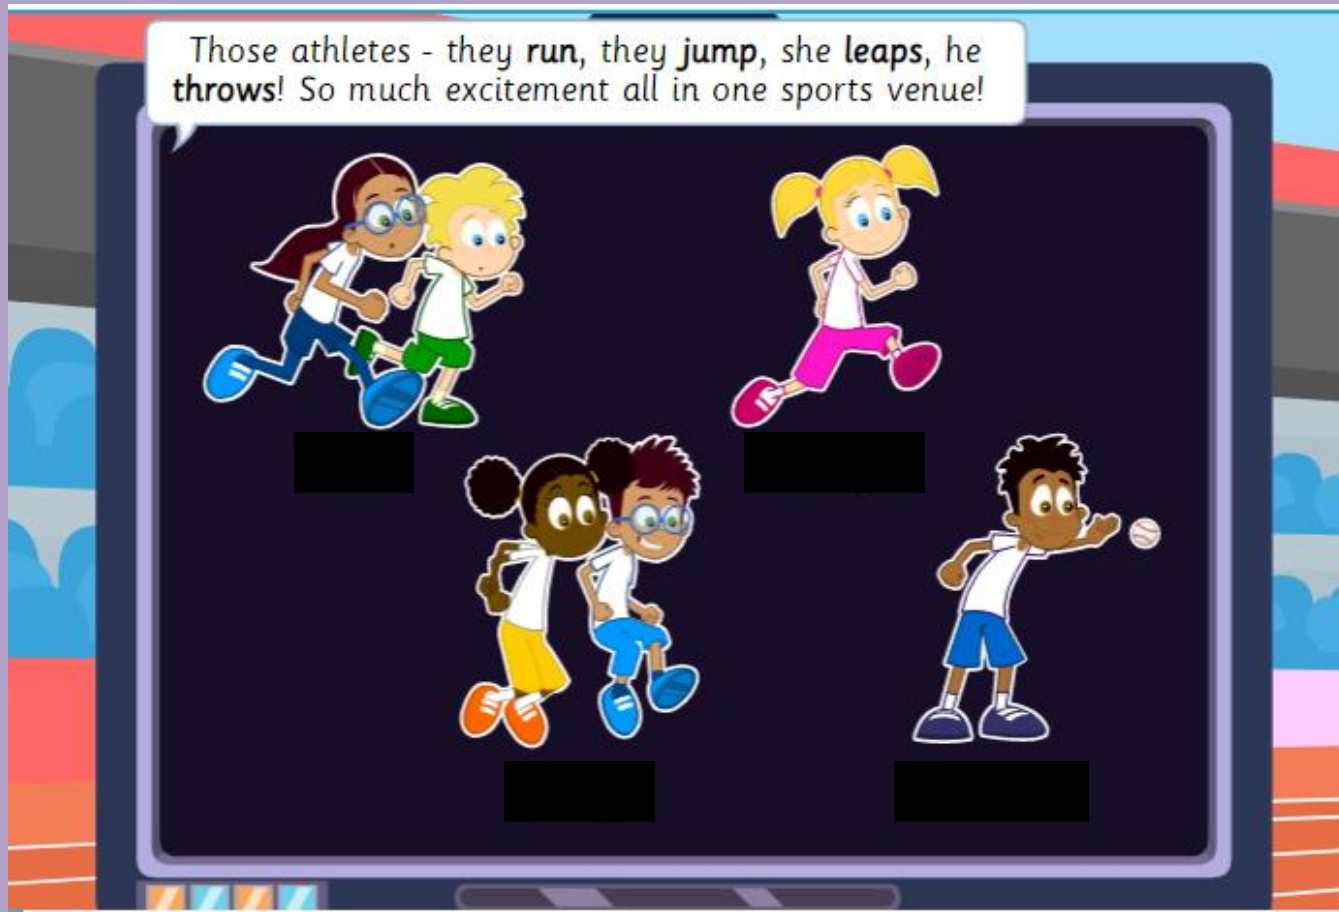 Those athletes - they run, they jump, she leaps, he
throws! So much excitement all in one sports venue!